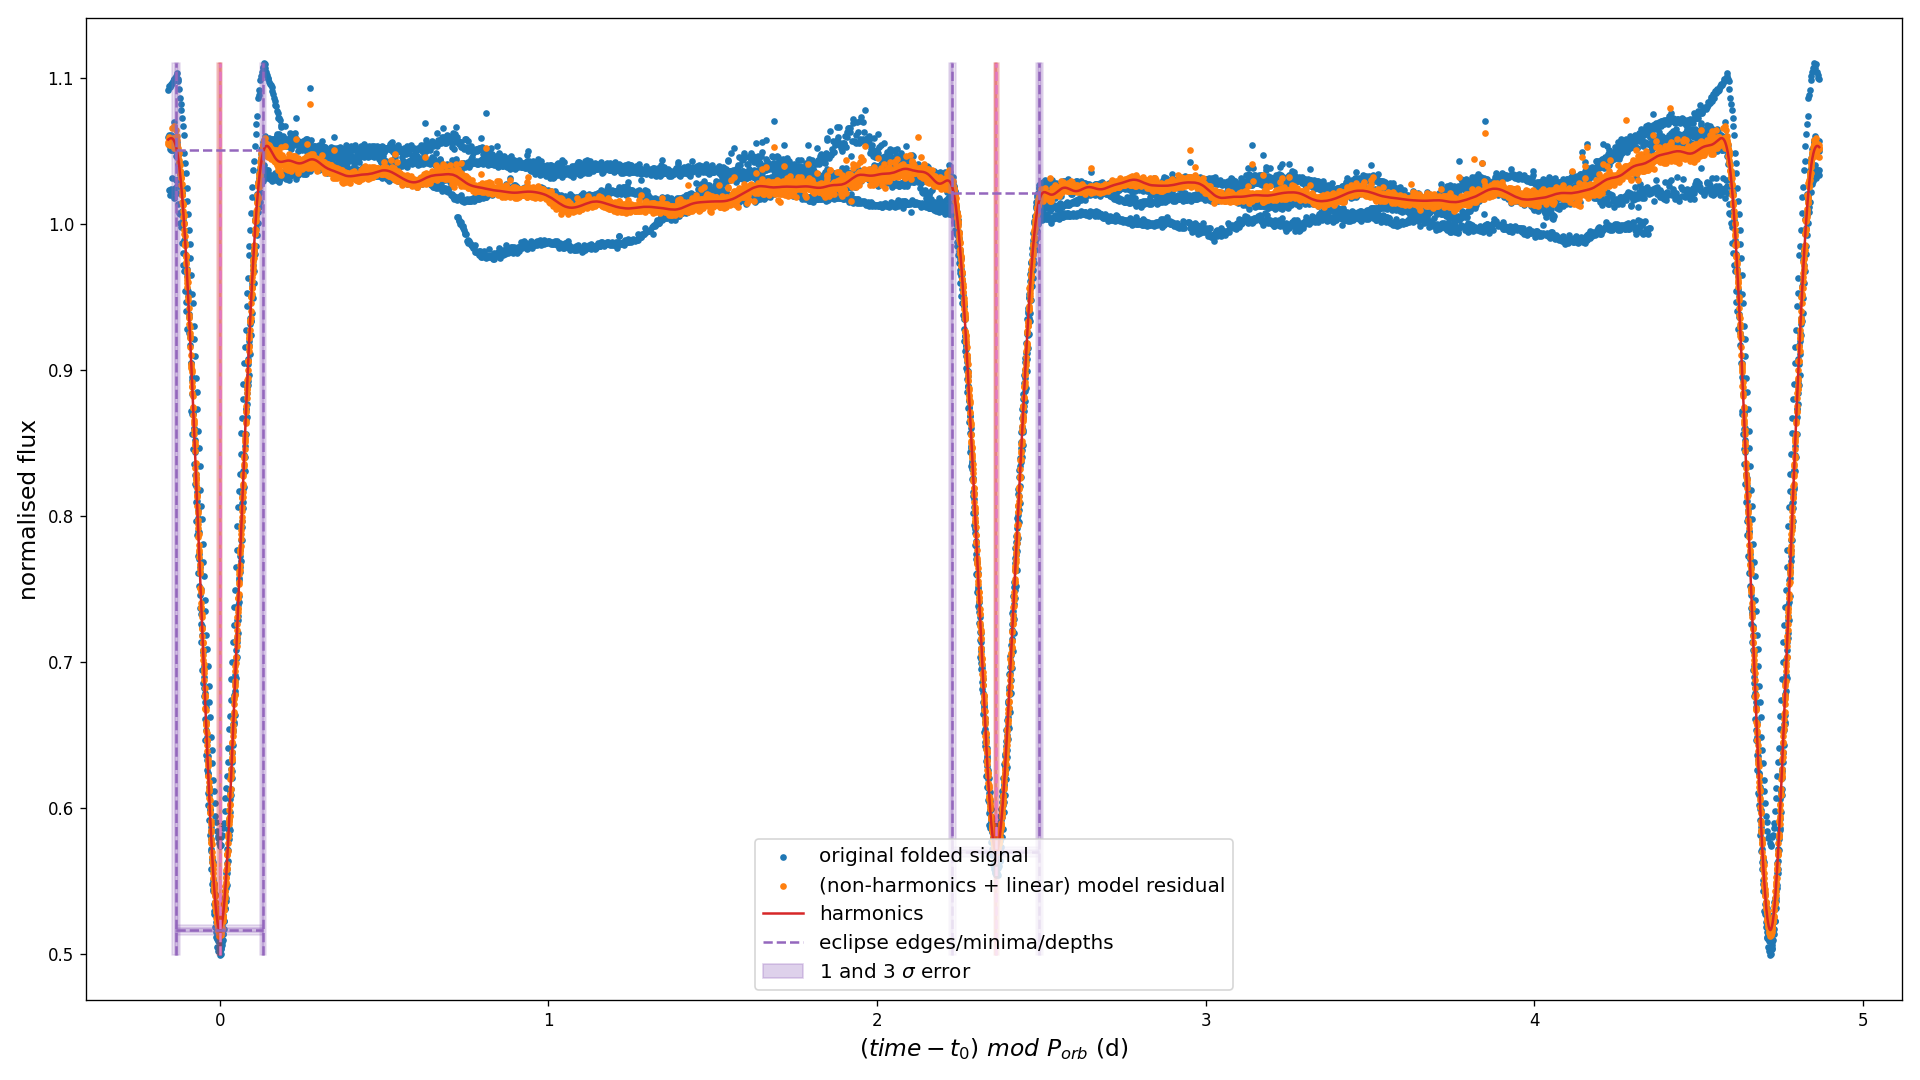 1.1
1.0
0.9
0.8
0.7
0.6
0.5
normalised flux
original folded signal
(non-harmonics + linear) model residual
harmonics
eclipse edges/minima/depths
1 and 3 σ error
0 1 2 3 4 5
(time − t₀) mod Pₒᵣb (d)